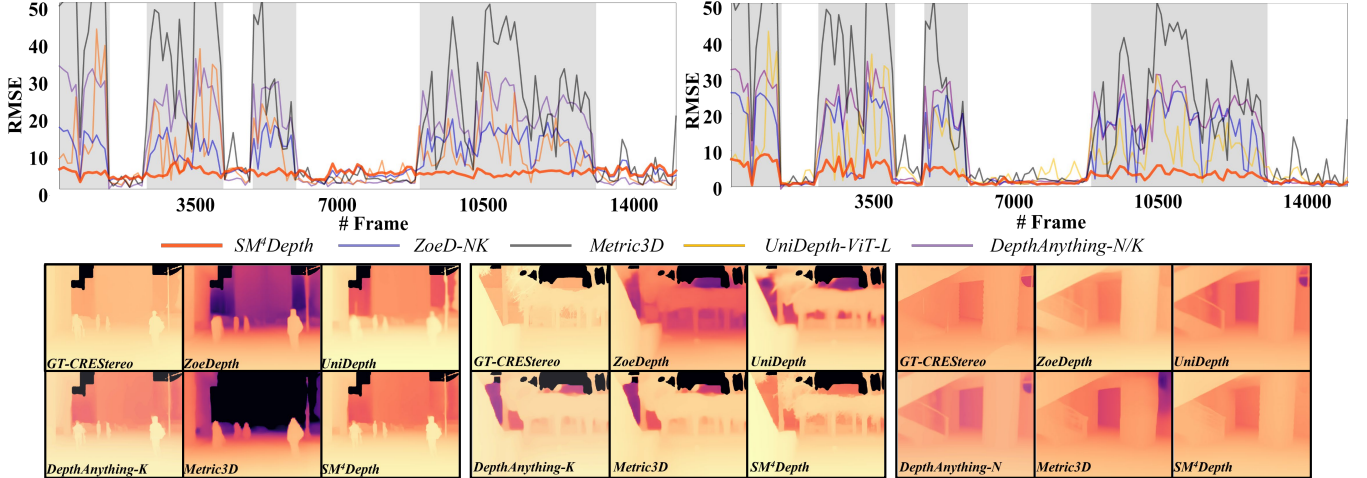 50
40
30
20
10
0
RMSE
3500
7000
10500
14000
# Frame
50
40
30
20
10
0
RMSE
3500
7000
10500
14000
# Frame
SM⁴Depth ZoeD-NK Metric3D UniDepth-ViT-L DepthAnything-N/K
GT-CREStereo ZoeDepth UniDepth
GT-CREStereo ZoeDepth UniDepth
GT-CREStereo ZoeDepth UniDepth
DepthAnything-K Metric3D SM⁴Depth
DepthAnything-K Metric3D SM⁴Depth
DepthAnything-N Metric3D SM⁴Depth